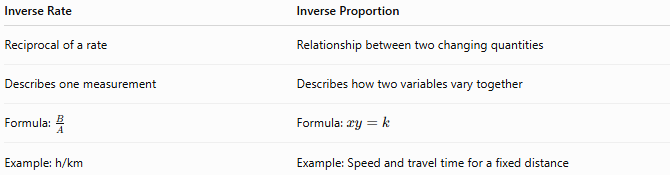 Inverse Rate Inverse Proportion
Reciprocal of a rate Relationship between two changing quantities
Describes one measurement Describes how two variables vary together
Formula: B/A Formula: xy = k
Example: h/km Example: Speed and travel time for a fixed distance